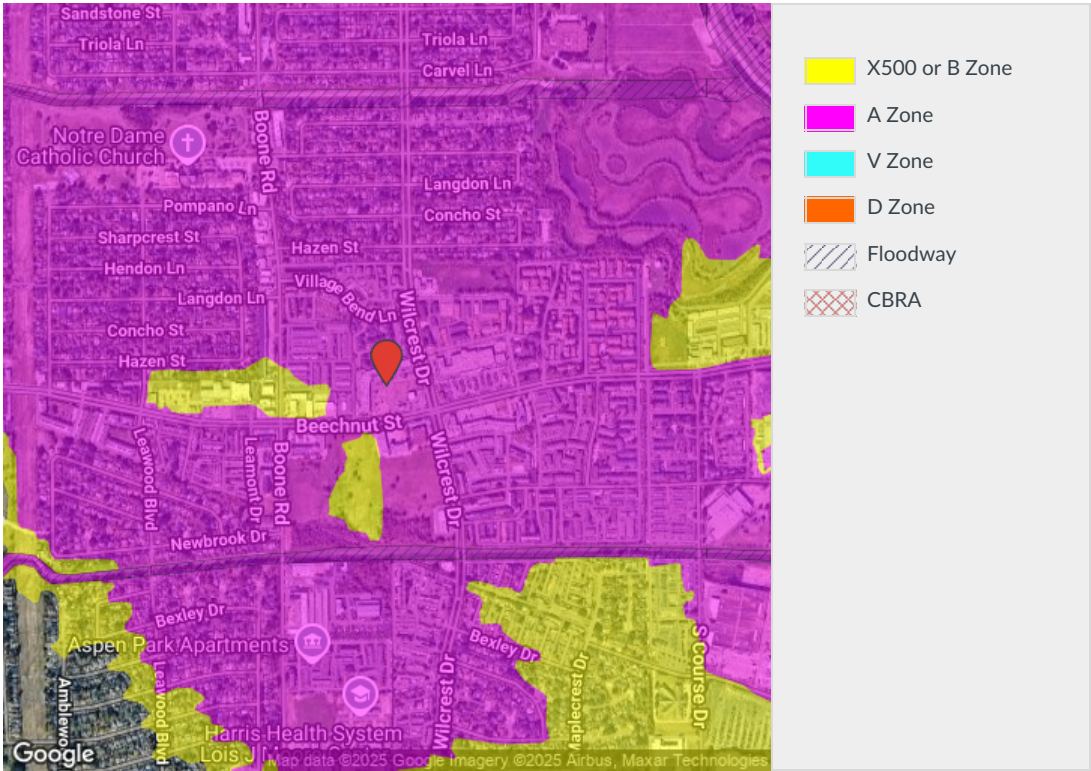 Sandstone St
Triola Ln
Triola Ln
Carvel Ln
Notre Dame
Catholic Church
Boone Rd
Langdon Ln
Pompano Ln
Concho St
Sharpcrest St
Hazen St
Hendon Ln
Village Bend Ln
Langdon Ln
Wilcrest Dr
Concho St
Hazen St
Beechnut St
Leawood Blvd
Leamont Dr
Boone Rd
Wilcrest Dr
Newbrook Dr
Bexley Dr
Aspen Park Apartments
Bexley Dr
S Course Dr
Leawood Blvd
Wilcrest Dr
Maplecrest Dr
Harris Health System
Lois J
Google
Map data ©2025 Google Imagery ©2025 Airbus, Maxar Technologies
X500 or B Zone
A Zone
V Zone
D Zone
Floodway
CBRA